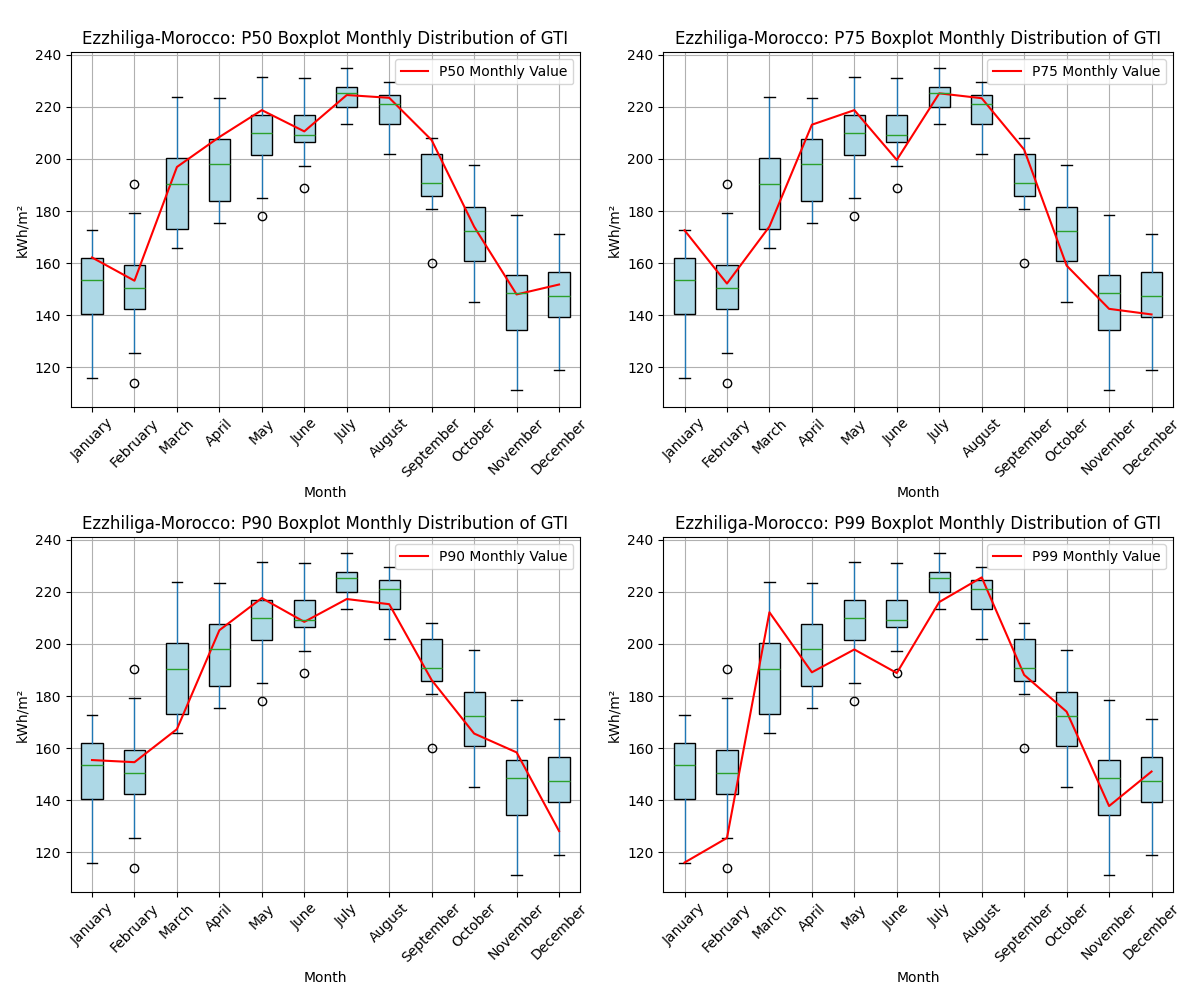 Ezzhiliga-Morocco: P50 Boxplot Monthly Distribution of GTI
P50 Monthly Value
kWh/m²
240
220
200
180
160
140
120
January
February
March
April
May
June
July
August
September
October
November
December
Month
Ezzhiliga-Morocco: P75 Boxplot Monthly Distribution of GTI
P75 Monthly Value
kWh/m²
240
220
200
180
160
140
120
January
February
March
April
May
June
July
August
September
October
November
December
Month
Ezzhiliga-Morocco: P90 Boxplot Monthly Distribution of GTI
P90 Monthly Value
kWh/m²
240
220
200
180
160
140
120
January
February
March
April
May
June
July
August
September
October
November
December
Month
Ezzhiliga-Morocco: P99 Boxplot Monthly Distribution of GTI
P99 Monthly Value
kWh/m²
240
220
200
180
160
140
120
January
February
March
April
May
June
July
August
September
October
November
December
Month